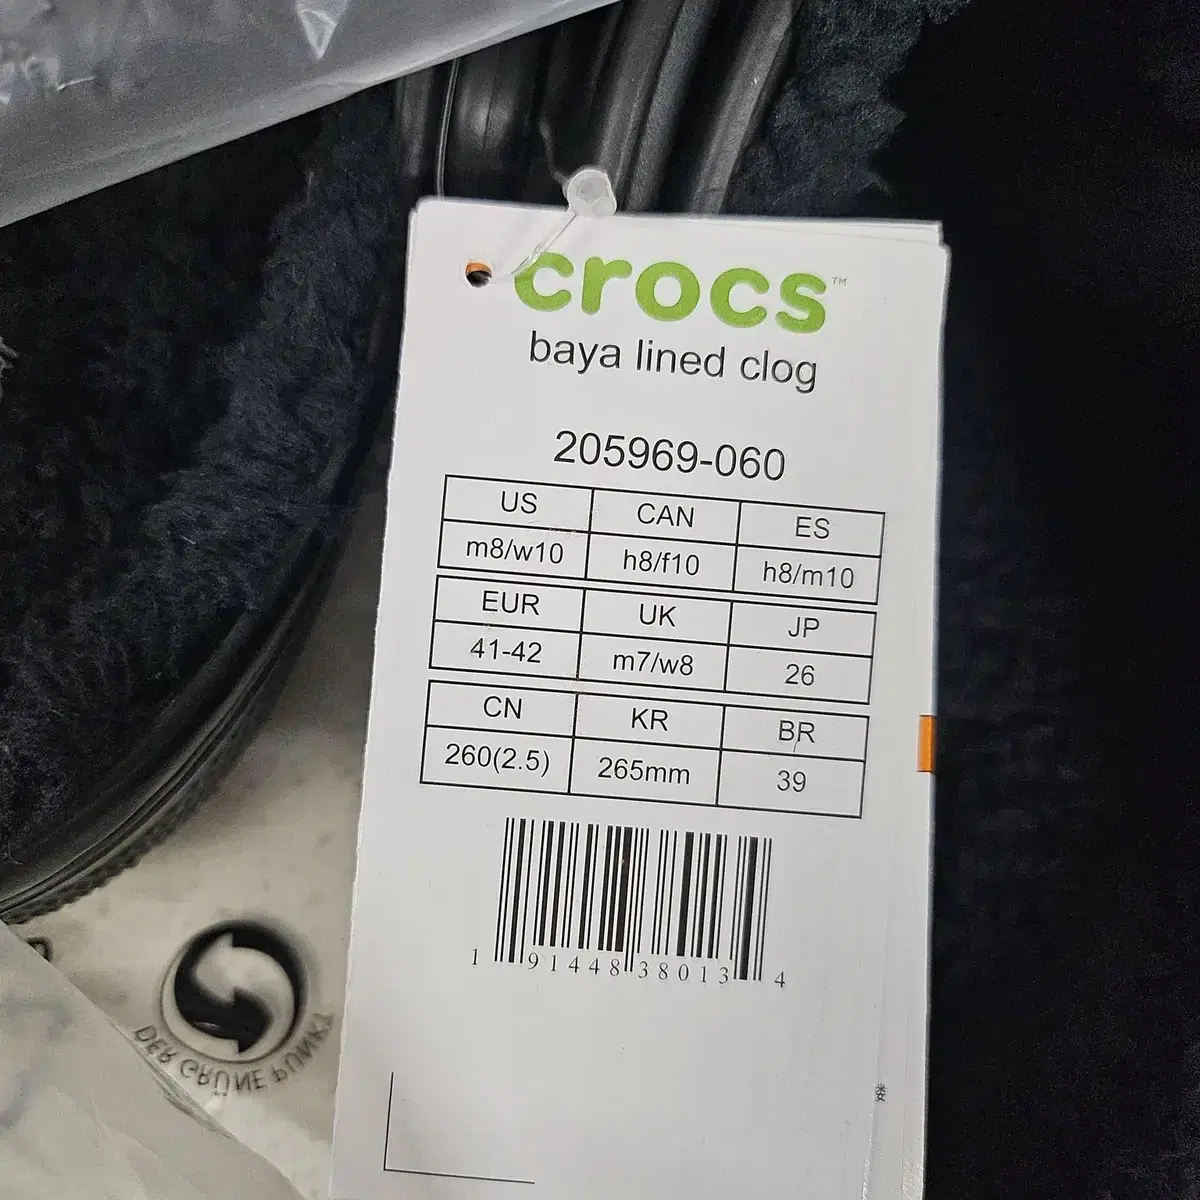 crocs™
baya lined clog
205969-060
US CAN ES
m8/w10 h8/f10 h8/m10
EUR UK JP
41-42 m7/w8 26
CN KR BR
260(2.5) 265mm 39
1 91448 38013 4
DER GRÜNE PUNKT